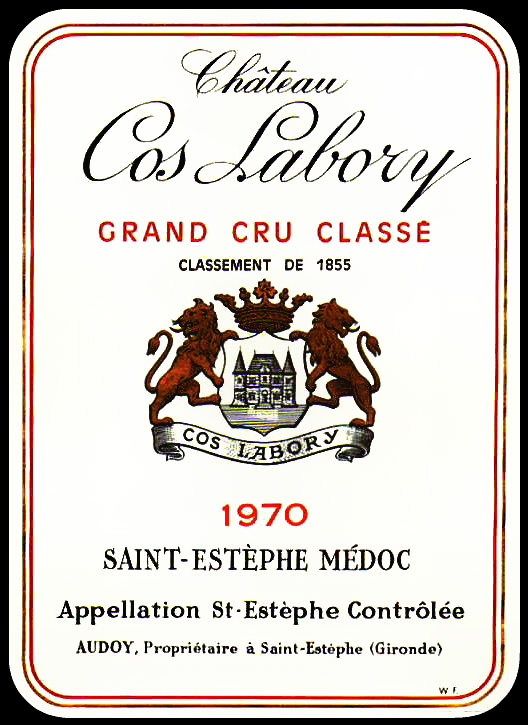 Château
Cos Labory
GRAND CRU CLASSÉ
CLASSEMENT DE 1855
COS LABORY
1970
SAINT-ESTÈPHE MÉDOC
Appellation St-Estèphe Contrôlée
AUDOY, Propriétaire à Saint-Estèphe (Gironde)
W. F.